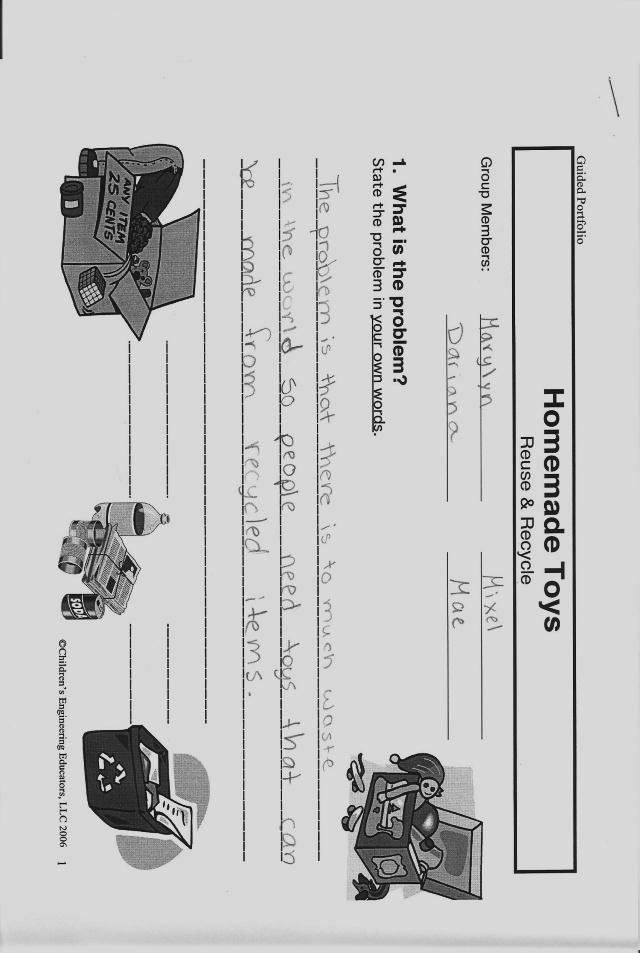 Guided Portfolio
Homemade Toys
Reuse & Recycle
Group Members: Marylyn Mixel
Dariana Mae
1. What is the problem?
State the problem in your own words.
The problem is that there is to much waste
in the world so people need toys that can
be made from recycled items.
ANY ITEM
25 CENTS
SODA
©Children's Engineering Educators, LLC 2006 1